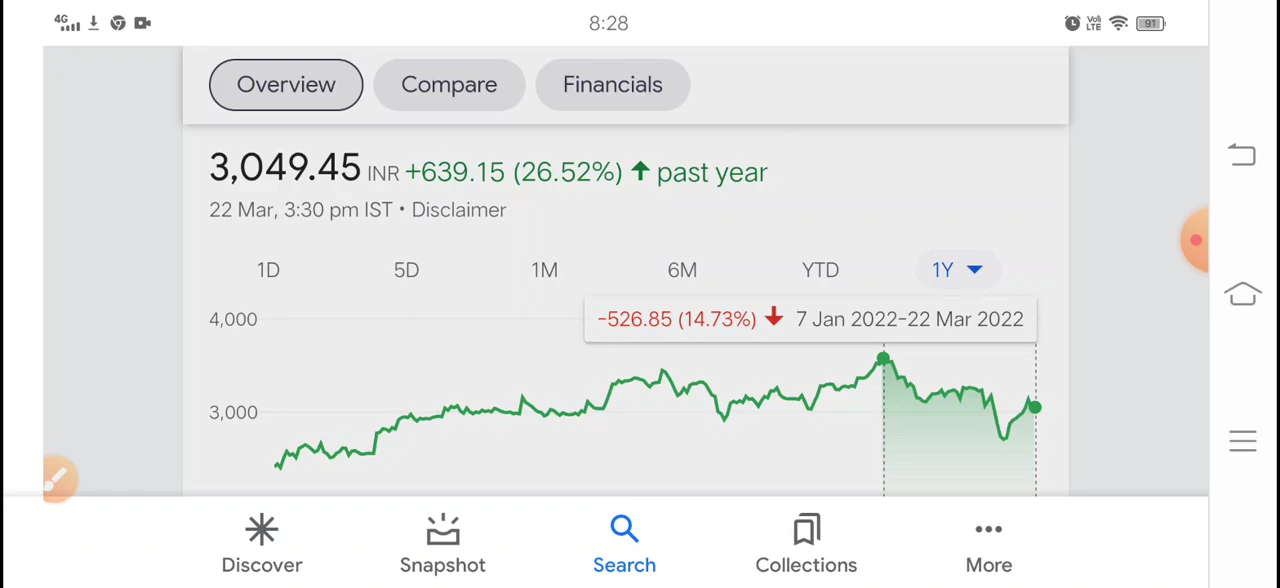 4G 8:28 Vol LTE 91
Overview Compare Financials
3,049.45 INR +639.15 (26.52%) ↑ past year
22 Mar, 3:30 pm IST • Disclaimer
1D 5D 1M 6M YTD 1Y
−526.85 (14.73%) ↓ 7 Jan 2022–22 Mar 2022
4,000
3,000
Discover Snapshot Search Collections More